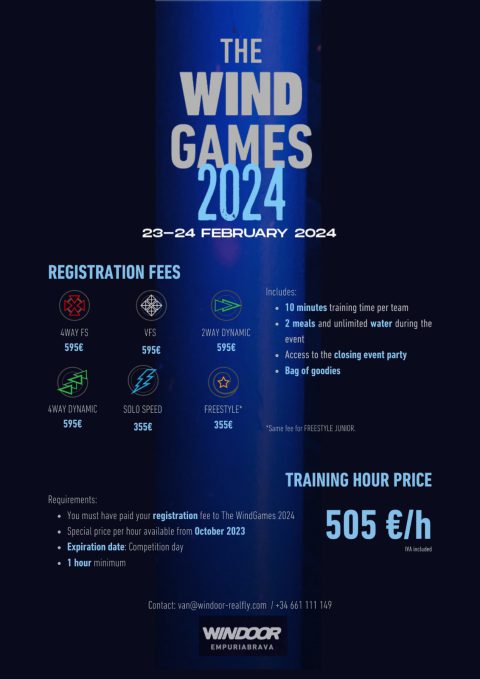 THE
WIND
GAMES
2024
23–24 FEBRUARY 2024
REGISTRATION FEES
4WAY FS
595€
VFS
595€
2WAY DYNAMIC
595€
4WAY DYNAMIC
595€
SOLO SPEED
355€
FREESTYLE*
355€
Includes:
• 10 minutes training time per team
• 2 meals and unlimited water during the
event
• Access to the closing event party
• Bag of goodies
*Same fee for FREESTYLE JUNIOR.
TRAINING HOUR PRICE
505 €/h
IVA included
Requirements:
• You must have paid your registration fee to The WindGames 2024
• Special price per hour available from October 2023
• Expiration date: Competition day
• 1 hour minimum
Contact: van@windoor-realfly.com / +34 661 111 149
WINDOOR
EMPURIABRAVA